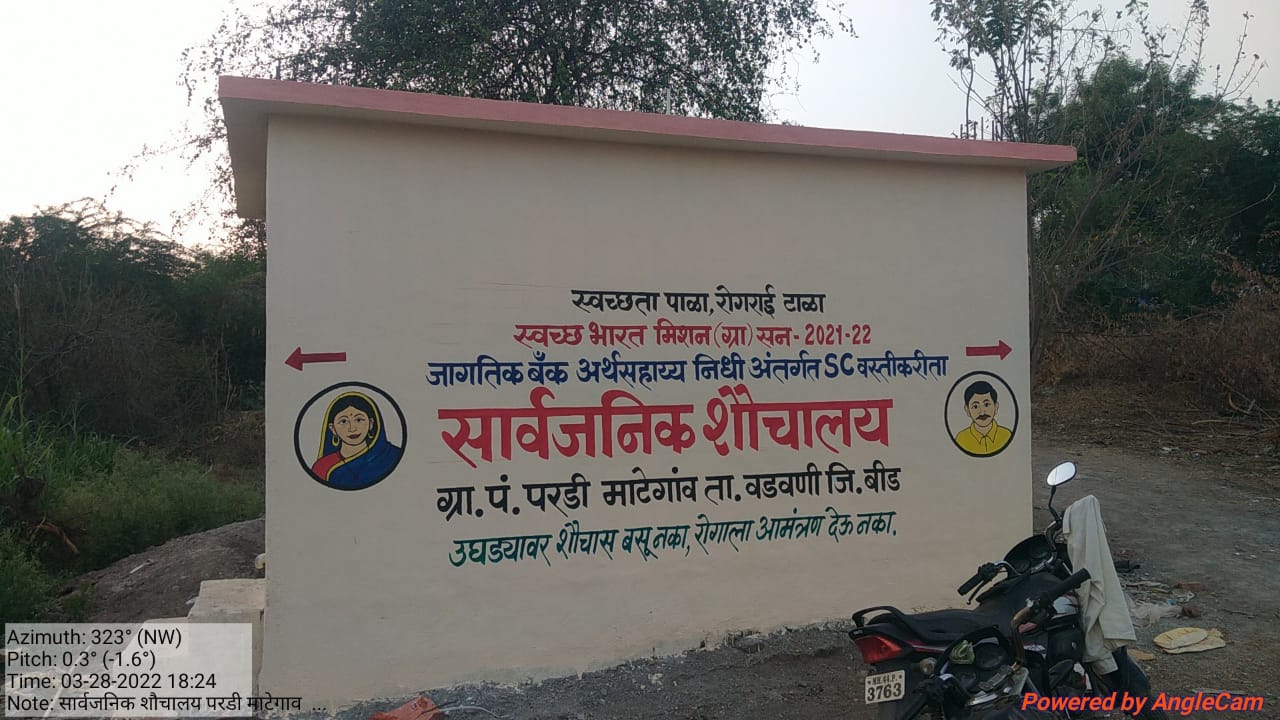 स्वच्छता पाळा, रोगराई टाळा
स्वच्छ भारत मिशन (ग्रा) सन - 2021-22
जागतिक बँक अर्थसहाय्य निधी अंतर्गत SC वस्तीकरीता
सार्वजनिक शौचालय
ग्रा. पं. परडी माटेगांव ता. वडवणी जि. बीड
उघड्यावर शौचास बसू नका, रोगाला आमंत्रण देऊ नका.
MH 44.P.
3763
Azimuth: 323° (NW)
Pitch: 0.3° (-1.6°)
Time: 03-28-2022 18:24
Note: सार्वजनिक शौचालय परडी माटेगाव ...
Powered by AngleCam